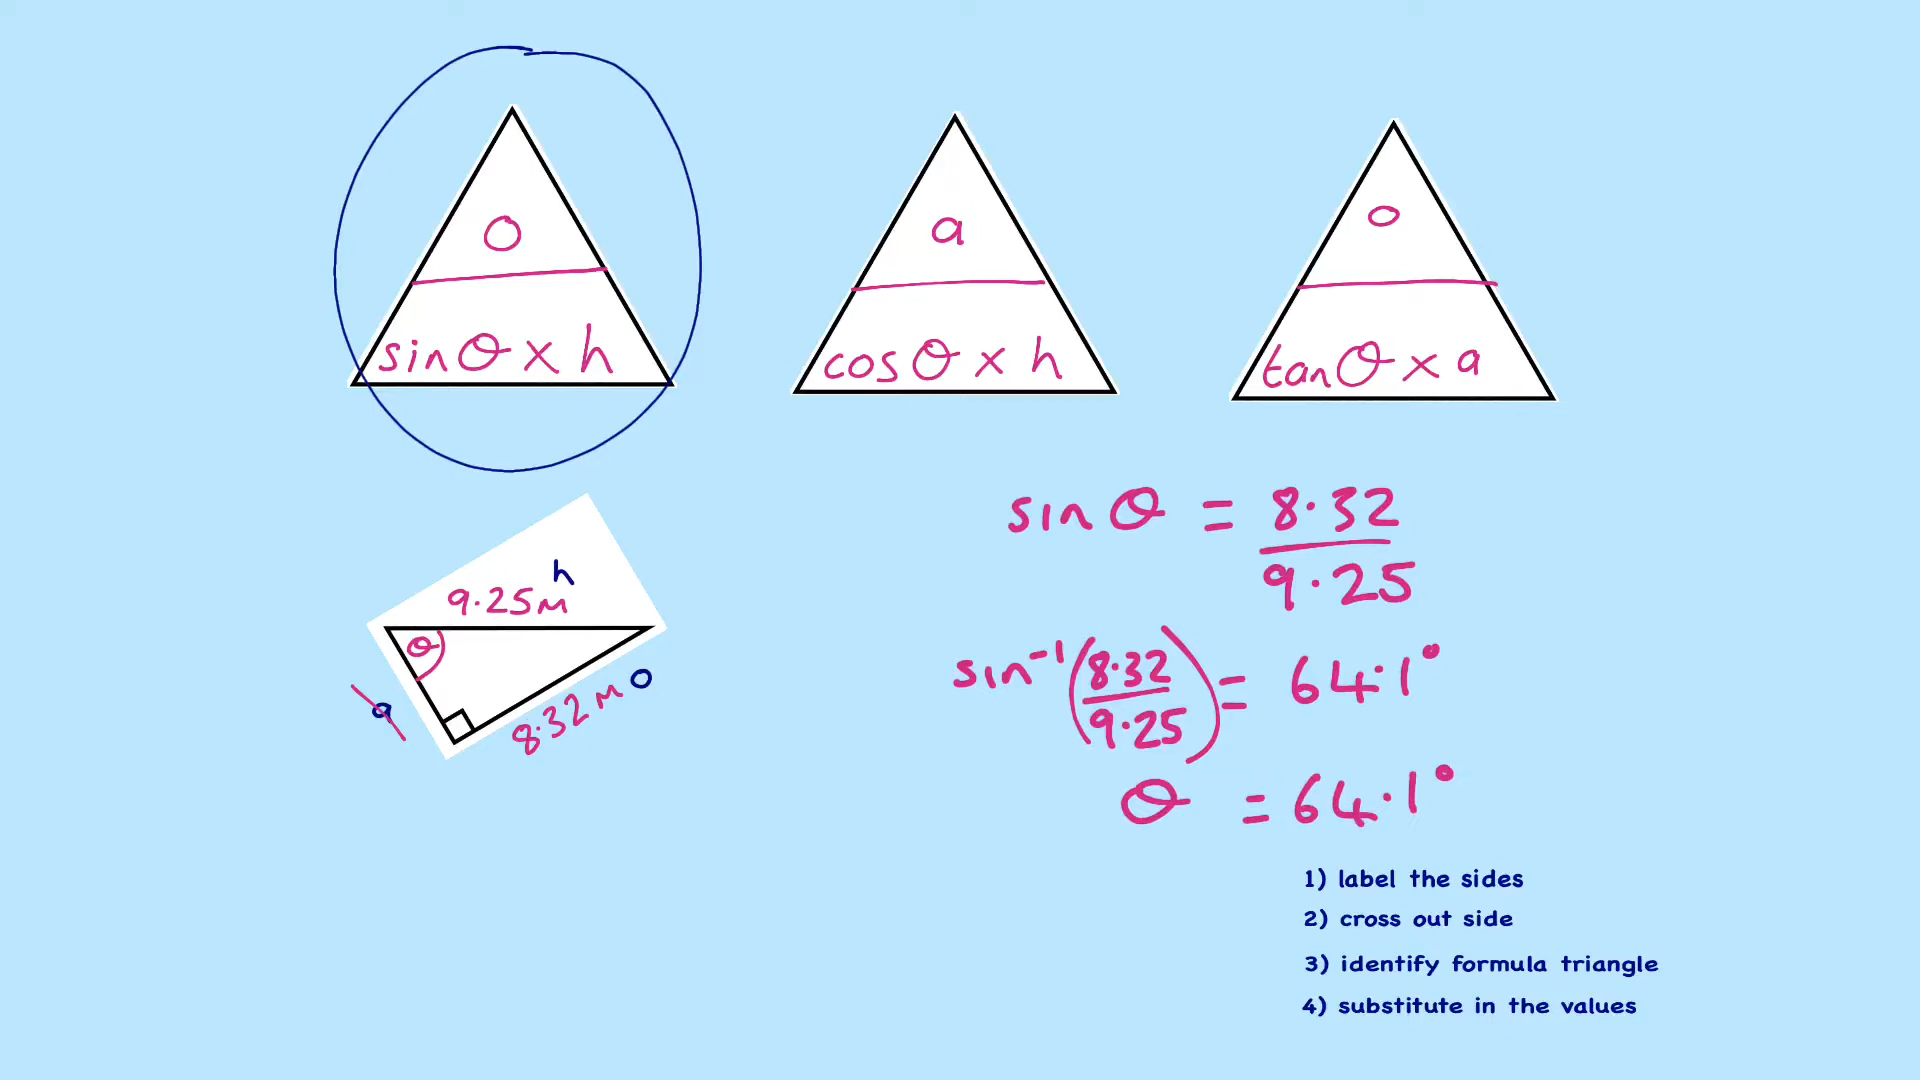 o
sinθ x h
a
cosθ x h
o
tanθ x a
h
9.25m
θ
a
8.32m o
sin θ = 8.32
9.25
sin⁻¹(8.32
9.25) = 64.1°
θ = 64.1°
1) label the sides
2) cross out side
3) identify formula triangle
4) substitute in the values